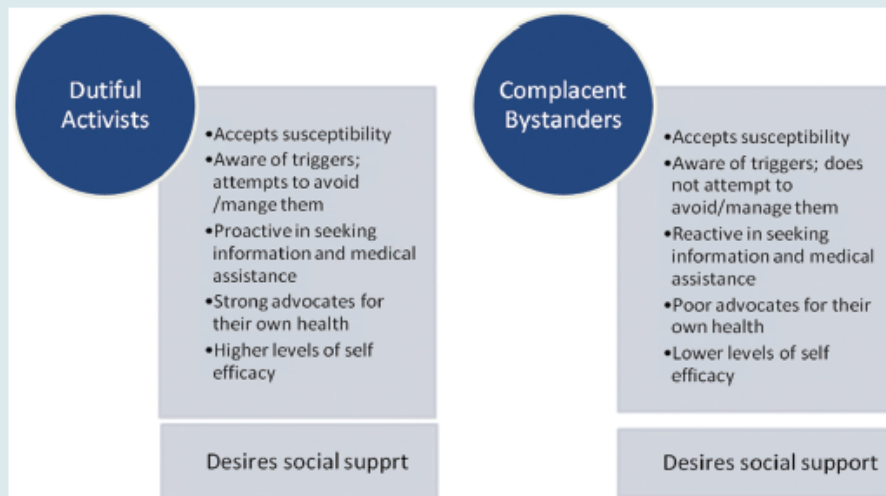 Dutiful
Activists
•Accepts susceptibility
•Aware of triggers;
attempts to avoid
/mange them
•Proactive in seeking
information and medical
assistance
•Strong advocates for
their own health
•Higher levels of self
efficacy
Desires social supprt
Complacent
Bystanders
•Accepts susceptibility
•Aware of triggers; does
not attempt to
avoid/manage them
•Reactive in seeking
information and medical
assistance
•Poor advocates for their
own health
•Lower levels of self
efficacy
Desires social support